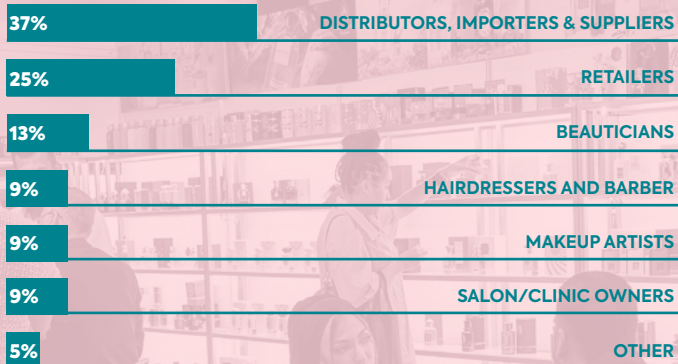 37% DISTRIBUTORS, IMPORTERS & SUPPLIERS
25% RETAILERS
13% BEAUTICIANS
9% HAIRDRESSERS AND BARBER
9% MAKEUP ARTISTS
9% SALON/CLINIC OWNERS
5% OTHER